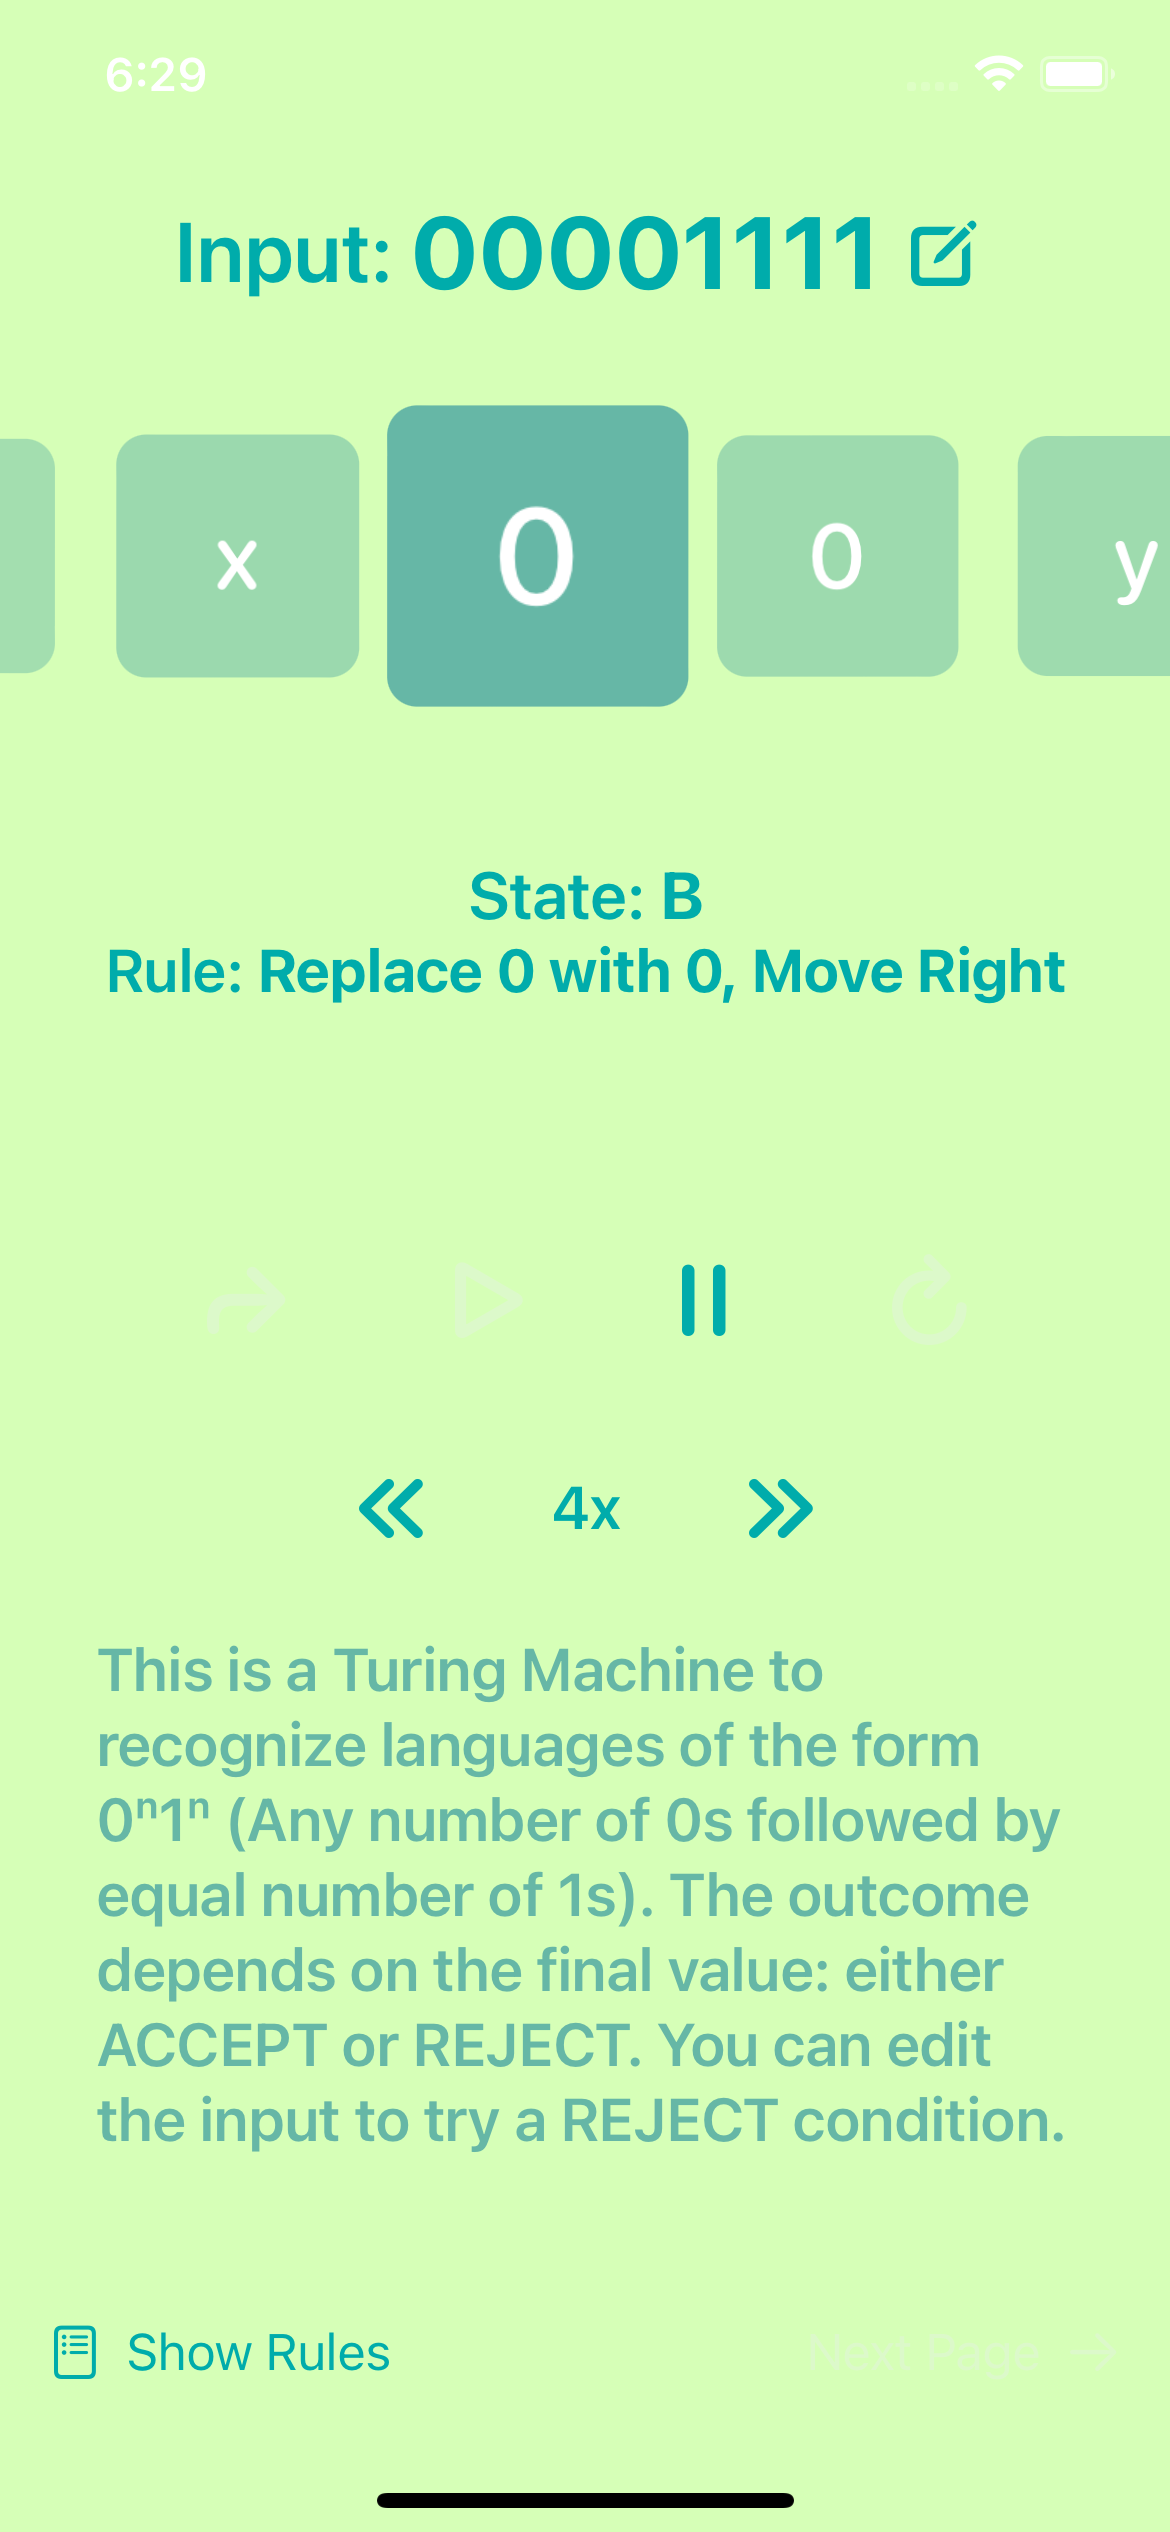 6:29
Input: 00001111
x 0 0 y
State: B
Rule: Replace 0 with 0, Move Right
4x
This is a Turing Machine to
recognize languages of the form
0ⁿ1ⁿ (Any number of 0s followed by
equal number of 1s). The outcome
depends on the final value: either
ACCEPT or REJECT. You can edit
the input to try a REJECT condition.
Show Rules
Next Page